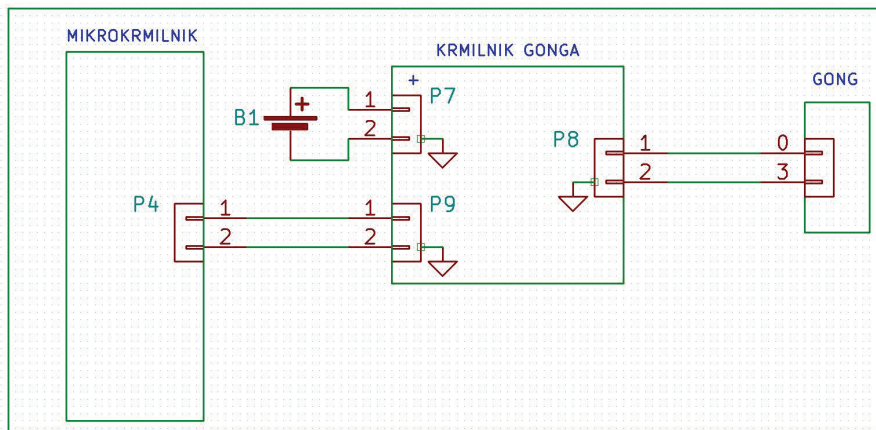 MIKROKRMILNIK
KRMILNIK GONGA
GONG
+
+
B1
1
2
P7
P8
1
2
0
3
P4
1
2
1
2
P9